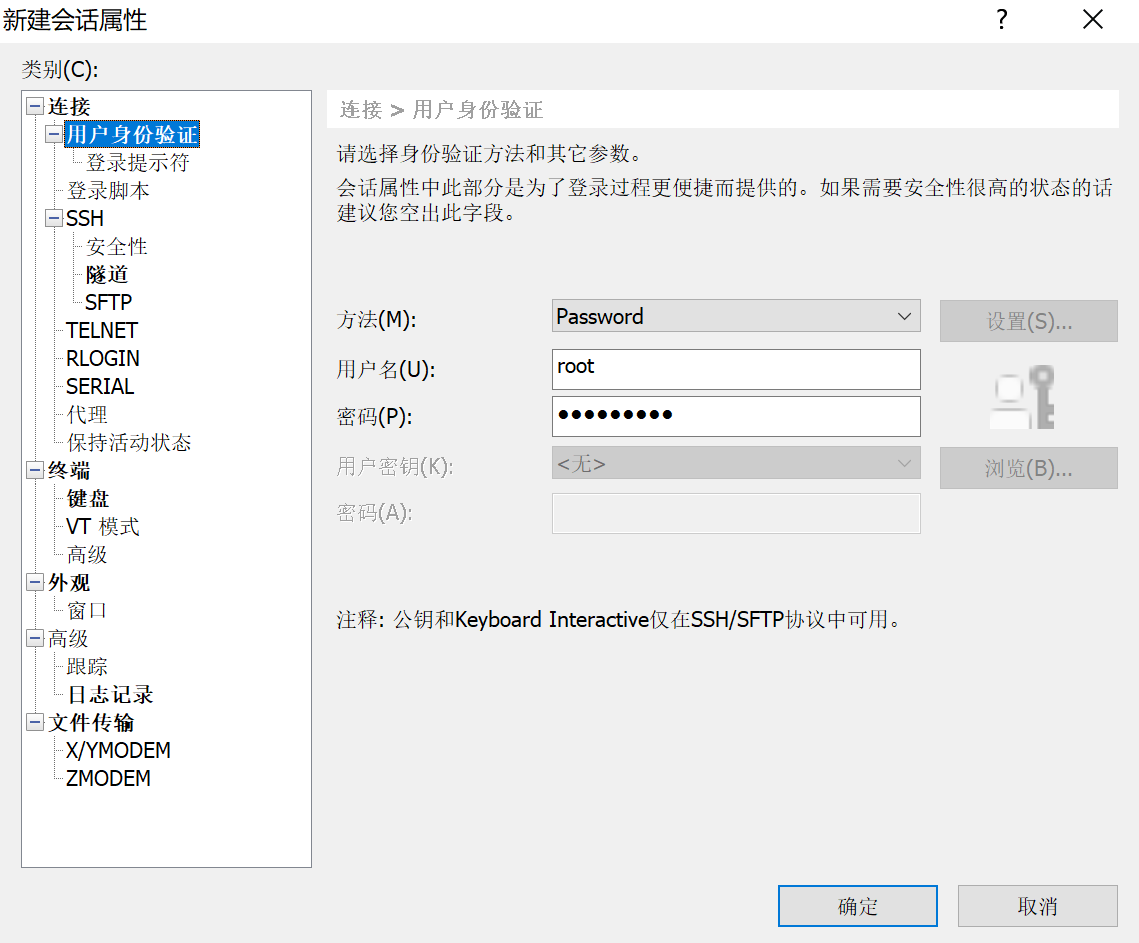 新建会话属性
?
类别(C):
连接
用户身份验证
登录提示符
登录脚本
SSH
安全性
隧道
SFTP
TELNET
RLOGIN
SERIAL
代理
保持活动状态
终端
键盘
VT 模式
高级
外观
窗口
高级
跟踪
日志记录
文件传输
X/YMODEM
ZMODEM
连接 > 用户身份验证
请选择身份验证方法和其它参数。
会话属性中此部分是为了登录过程更便捷而提供的。如果需要安全性很高的状态的话
建议您空出此字段。
方法(M): Password 设置(S)...
用户名(U): root
密码(P): ●●●●●●●●●
用户密钥(K): <无> 浏览(B)...
密码(A):
注释: 公钥和Keyboard Interactive仅在SSH/SFTP协议中可用。
确定 取消